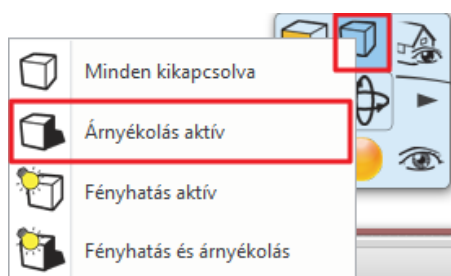 Minden kikapcsolva
Árnyékolás aktív
Fényhatás aktív
Fényhatás és árnyékolás